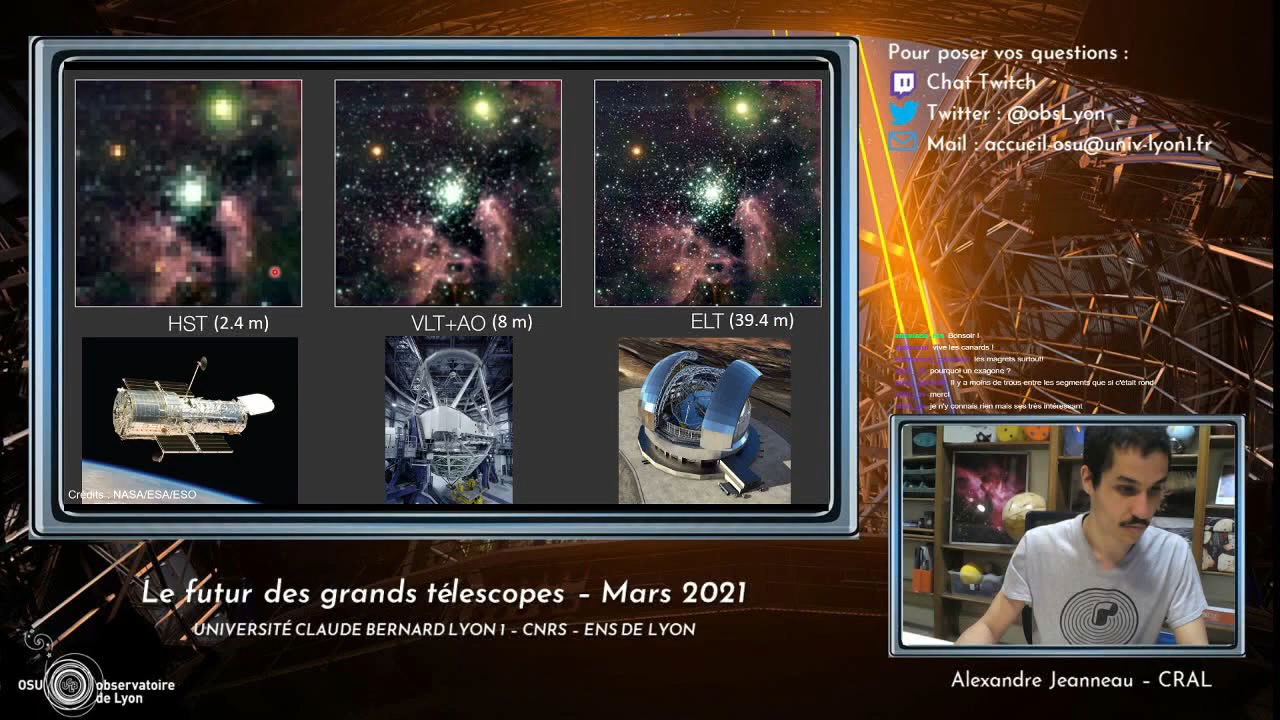 HST (2.4 m)
VLT+AO (8 m)
ELT (39.4 m)
Crédits : NASA/ESA/ESO
Pour poser vos questions :
Chat Twitch
Twitter : @obsLyon _
Mail : accueil-osu@univ-lyon1.fr
Bonsoir !
vive les canards !
les magrets surtout!!
pourquoi un exagone ?
Il y a moins de trous entre les segments que si c'était rond
merci
je n'y connais rien mais ses très intéressant
Le futur des grands télescopes – Mars 2021
UNIVERSITÉ CLAUDE BERNARD LYON 1 – CNRS – ENS DE LYON
OSU
observatoire
de Lyon
Alexandre Jeanneau – CRAL